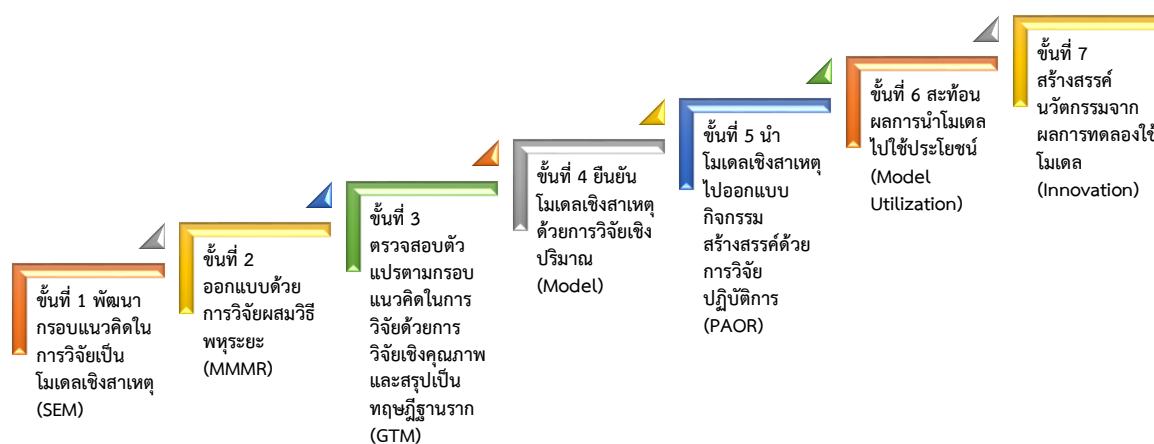 ขั้นที่ 1 พัฒนา
กรอบแนวคิดใน
การวิจัยเป็น
โมเดลเชิงสาเหตุ
(SEM)
ขั้นที่ 2
ออกแบบด้วย
การวิจัยผสมวิธี
พหุระยะ
(MMMR)
ขั้นที่ 3
ตรวจสอบตัว
แปรตามกรอบ
แนวคิดในการ
วิจัยด้วยการ
วิจัยเชิงคุณภาพ
และสรุปเป็น
ทฤษฎีฐานราก
(GTM)
ขั้นที่ 4 ยืนยัน
โมเดลเชิงสาเหตุ
ด้วยการวิจัยเชิง
ปริมาณ
(Model)
ขั้นที่ 5 นำ
โมเดลเชิงสาเหตุ
ไปออกแบบ
กิจกรรม
สร้างสรรค์ด้วย
การวิจัย
ปฏิบัติการ
(PAOR)
ขั้นที่ 6 สะท้อน
ผลการนำโมเดล
ไปใช้ประโยชน์
(Model
Utilization)
ขั้นที่ 7
สร้างสรรค์
นวัตกรรมจาก
ผลการทดลองใช้
โมเดล
(Innovation)